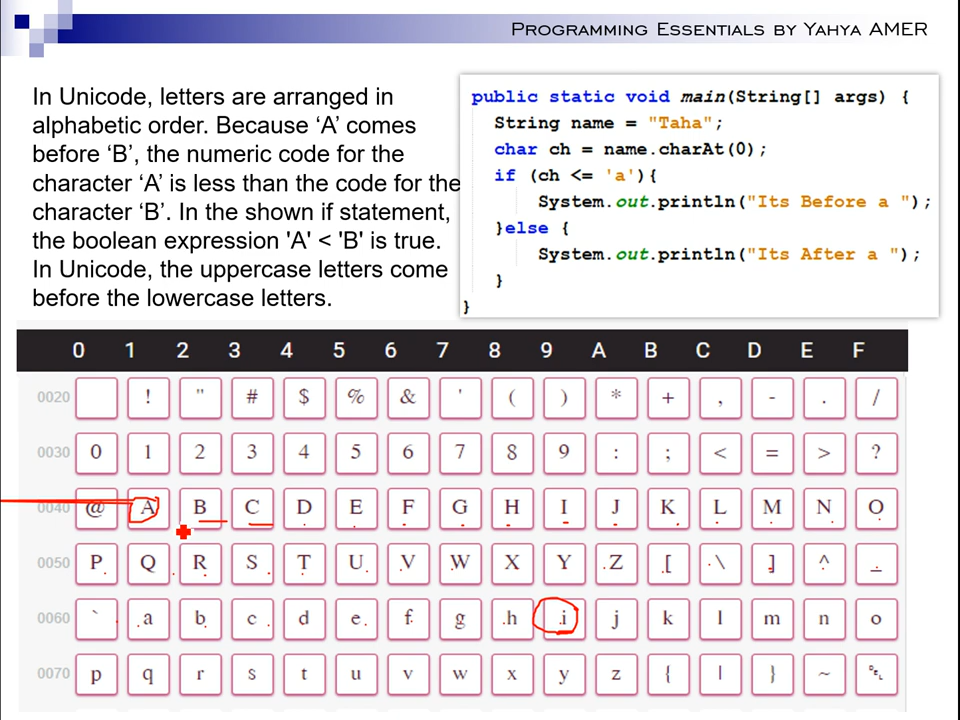 Programming Essentials by Yahya AMER
In Unicode, letters are arranged in
alphabetic order. Because ‘A’ comes
before ‘B’, the numeric code for the
character ‘A’ is less than the code for the
character ‘B’. In the shown if statement,
the boolean expression 'A' < 'B' is true.
In Unicode, the uppercase letters come
before the lowercase letters.
public static void main(String[] args) {
String name = "Taha";
char ch = name.charAt(0);
if (ch <= 'a'){
System.out.println("Its Before a ");
}else {
System.out.println("Its After a ");
}
}
0 1 2 3 4 5 6 7 8 9 A B C D E F
0020 ! " # $ % & ' ( ) * + , - . /
0030 0 1 2 3 4 5 6 7 8 9 : ; < = > ?
0040 @ A B C D E F G H I J K L M N O
0050 P Q R S T U V W X Y Z [ \ ] ^ _
0060 ` a b c d e f g h i j k l m n o
0070 p q r s t u v w x y z { | } ~ DEL